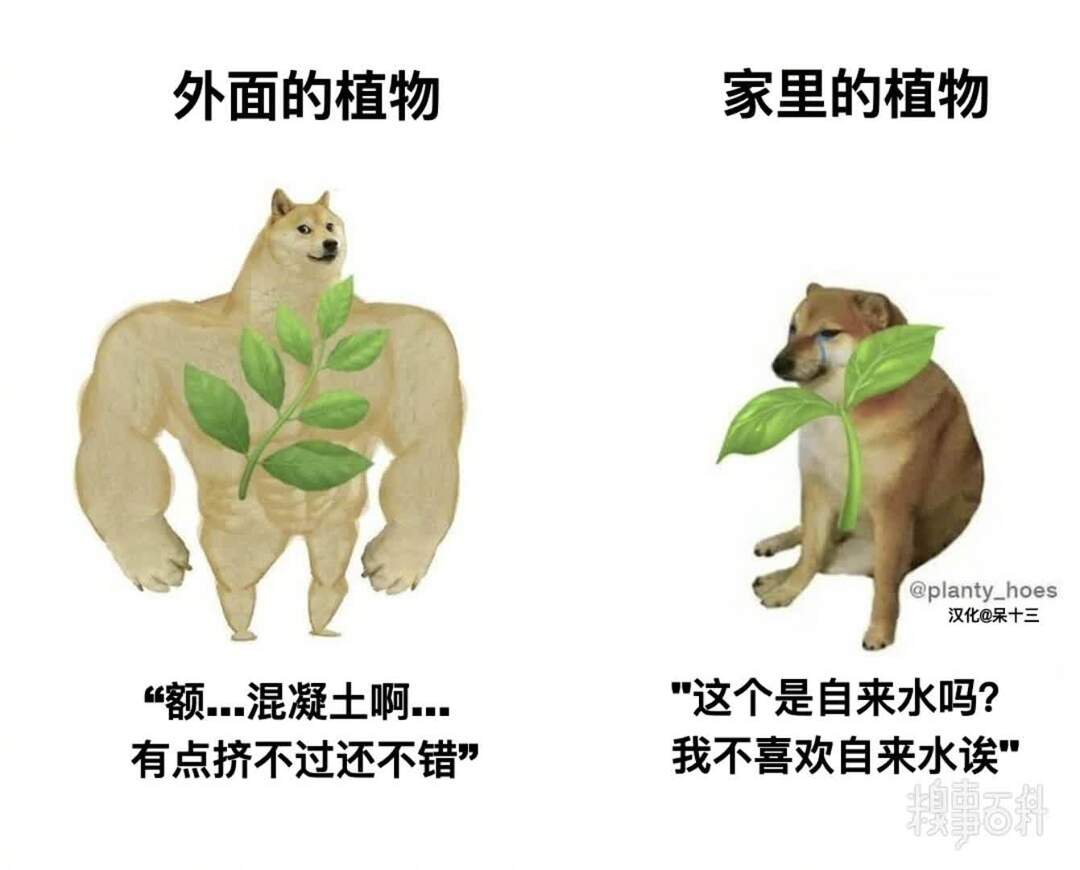 外面的植物
家里的植物
@planty_hoes
汉化@呆十三
“额...混凝土啊...
有点挤不过还不错”
"这个是自来水吗?
我不喜欢自来水诶"
糗事百科